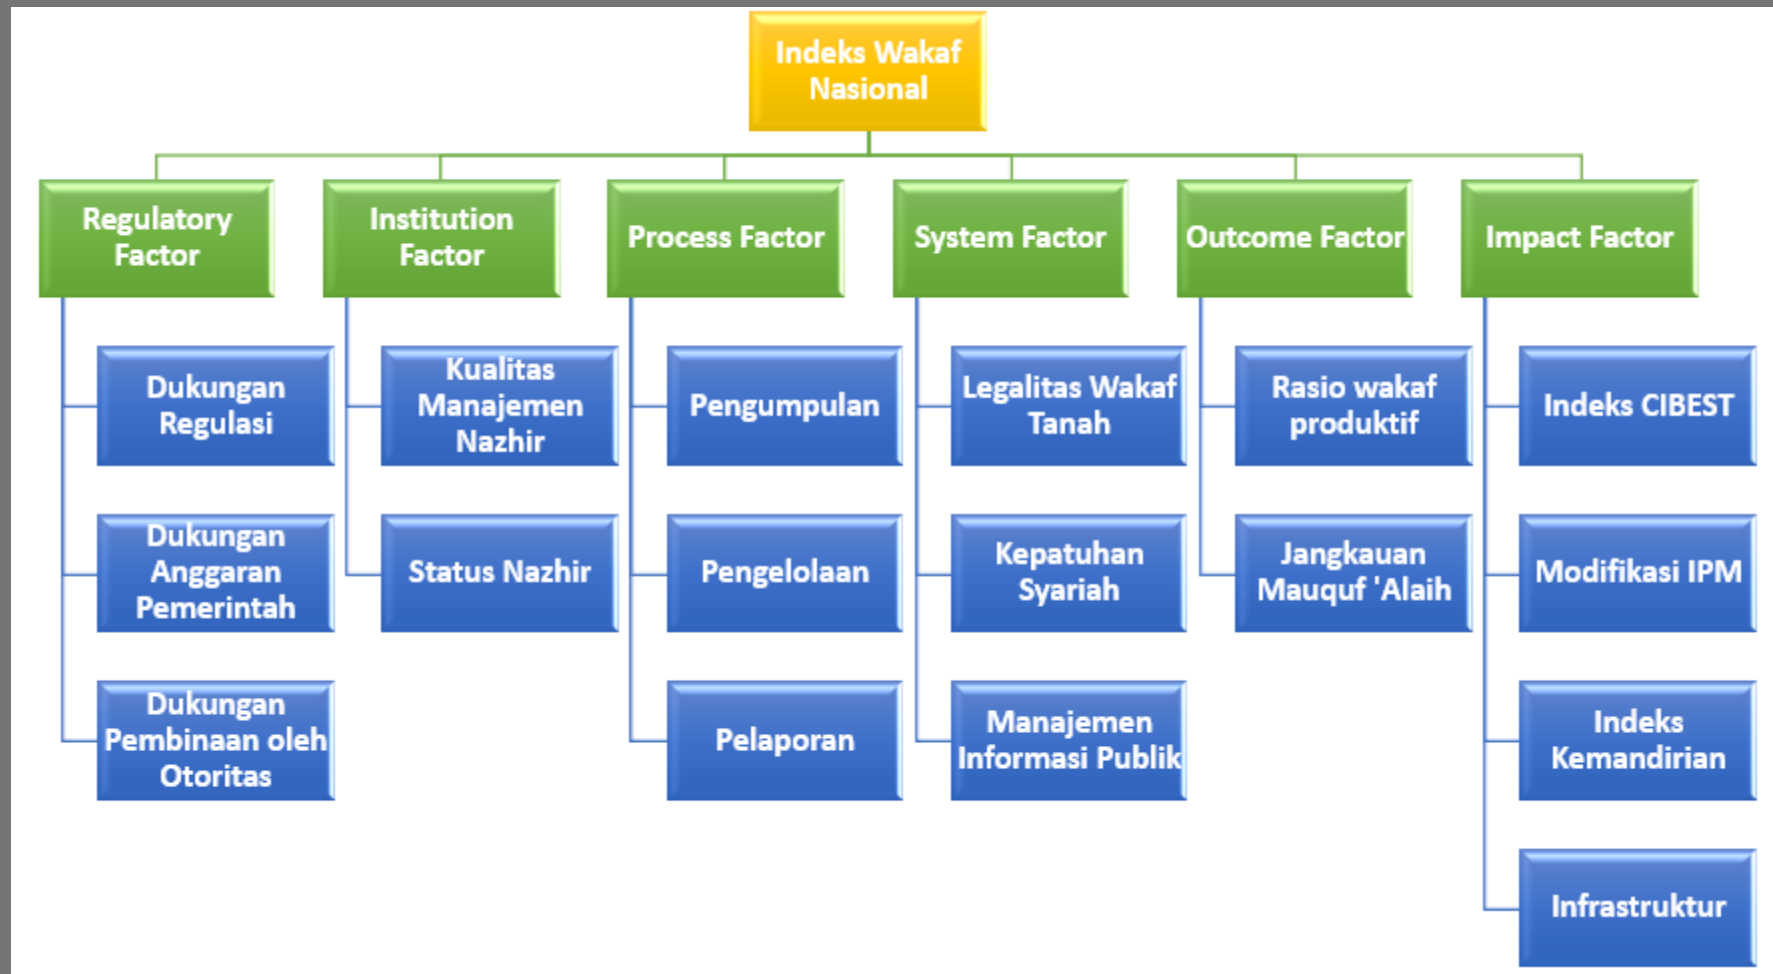 Indeks Wakaf
Nasional
Regulatory
Factor
Institution
Factor
Process Factor
System Factor
Outcome Factor
Impact Factor
Dukungan
Regulasi
Kualitas
Manajemen
Nazhir
Pengumpulan
Legalitas Wakaf
Tanah
Rasio wakaf
produktif
Indeks CIBEST
Dukungan
Anggaran
Pemerintah
Status Nazhir
Pengelolaan
Kepatuhan
Syariah
Jangkauan
Mauquf 'Alaih
Modifikasi IPM
Dukungan
Pembinaan oleh
Otoritas
Pelaporan
Manajemen
Informasi Publik
Indeks
Kemandirian
Infrastruktur